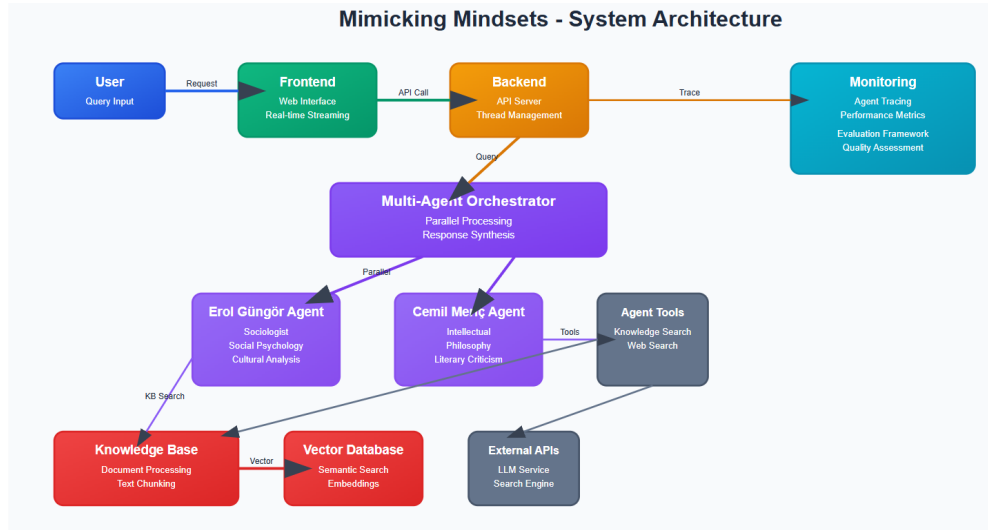 Mimicking Mindsets - System Architecture
User
Query Input
Request
Frontend
Web Interface
Real-time Streaming
API Call
Backend
API Server
Thread Management
Trace
Monitoring
Agent Tracing
Performance Metrics
Evaluation Framework
Quality Assessment
Query
Multi-Agent Orchestrator
Parallel Processing
Response Synthesis
Parallel
Erol Güngör Agent
Sociologist
Social Psychology
Cultural Analysis
Cemil Meriç Agent
Intellectual
Philosophy
Literary Criticism
Tools
Agent Tools
Knowledge Search
Web Search
KB Search
Knowledge Base
Document Processing
Text Chunking
Vector
Vector Database
Semantic Search
Embeddings
External APIs
LLM Service
Search Engine